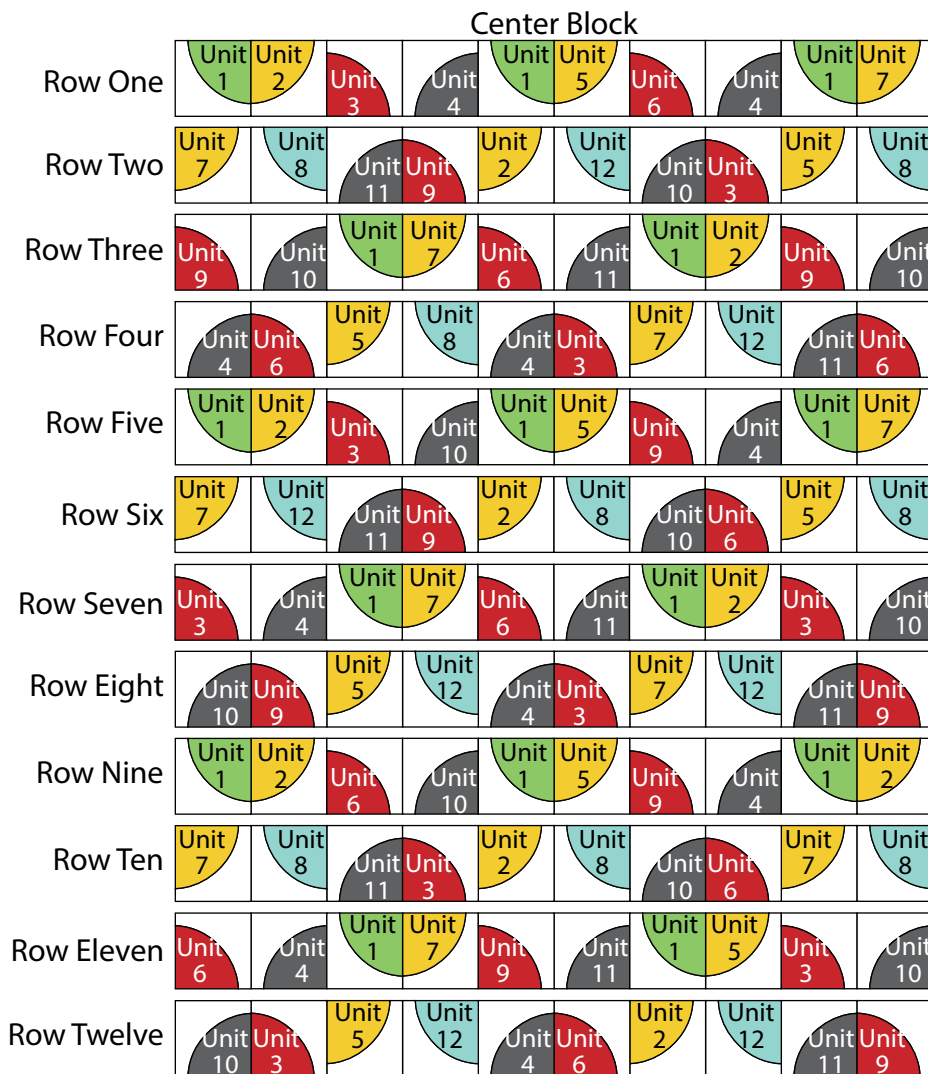 Center Block
Row One Unit 1 Unit 2 Unit 3 Unit 4 Unit 1 Unit 5 Unit 6 Unit 4 Unit 1 Unit 7
Row Two Unit 7 Unit 8 Unit 11 Unit 9 Unit 2 Unit 12 Unit 10 Unit 3 Unit 5 Unit 8
Row Three Unit 9 Unit 10 Unit 1 Unit 7 Unit 6 Unit 11 Unit 1 Unit 2 Unit 9 Unit 10
Row Four Unit 4 Unit 6 Unit 5 Unit 8 Unit 4 Unit 3 Unit 7 Unit 12 Unit 11 Unit 6
Row Five Unit 1 Unit 2 Unit 3 Unit 10 Unit 1 Unit 5 Unit 9 Unit 4 Unit 1 Unit 7
Row Six Unit 7 Unit 12 Unit 11 Unit 9 Unit 2 Unit 8 Unit 10 Unit 6 Unit 5 Unit 8
Row Seven Unit 3 Unit 4 Unit 1 Unit 7 Unit 6 Unit 11 Unit 1 Unit 2 Unit 3 Unit 10
Row Eight Unit 10 Unit 9 Unit 5 Unit 12 Unit 4 Unit 3 Unit 7 Unit 12 Unit 11 Unit 9
Row Nine Unit 1 Unit 2 Unit 6 Unit 10 Unit 1 Unit 5 Unit 9 Unit 4 Unit 1 Unit 2
Row Ten Unit 7 Unit 8 Unit 11 Unit 3 Unit 2 Unit 8 Unit 10 Unit 6 Unit 7 Unit 8
Row Eleven Unit 6 Unit 4 Unit 1 Unit 7 Unit 9 Unit 11 Unit 1 Unit 5 Unit 3 Unit 10
Row Twelve Unit 10 Unit 3 Unit 5 Unit 12 Unit 4 Unit 6 Unit 2 Unit 12 Unit 11 Unit 9